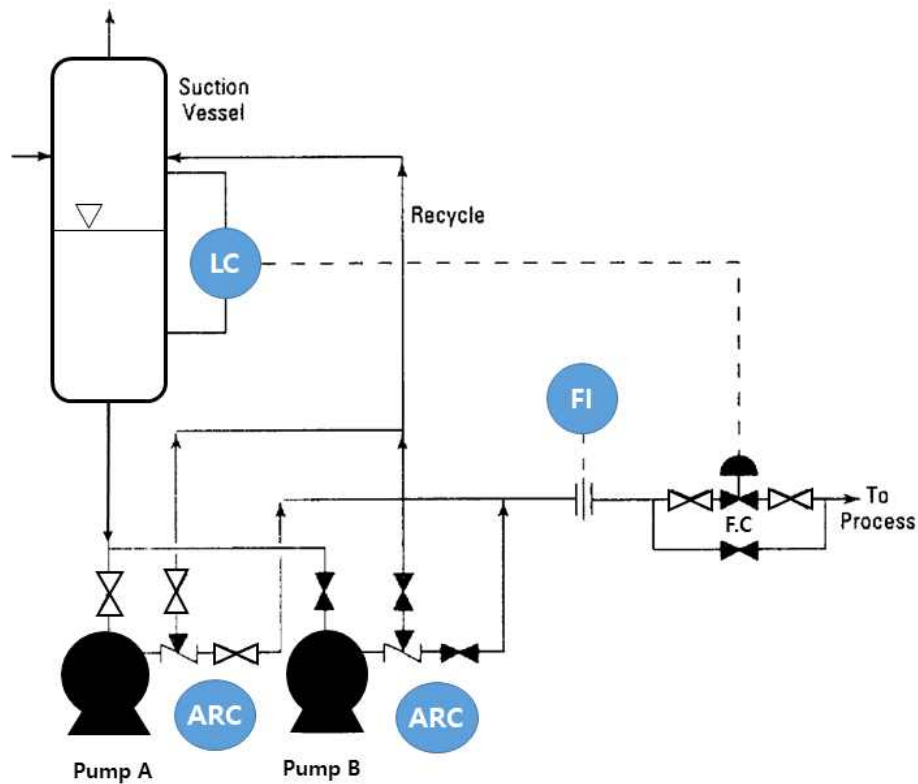 Suction
Vessel
Recycle
LC
FI
To
Process
F.C
ARC
ARC
Pump A
Pump B